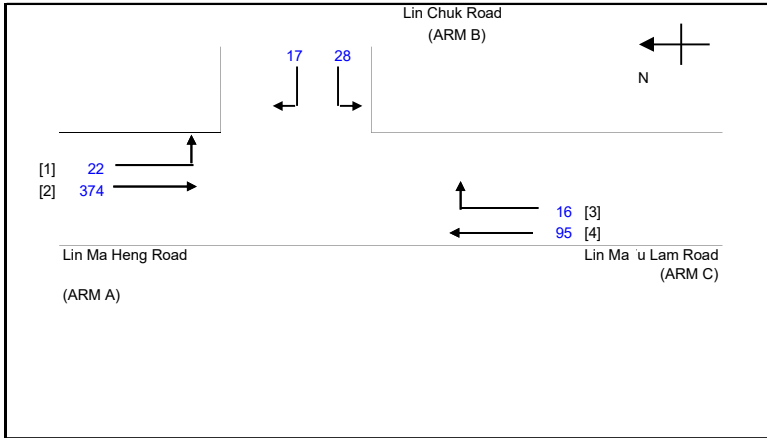 Lin Chuk Road
(ARM B)
N
17 28
[1] 22
[2] 374
16 [3]
95 [4]
Lin Ma Heng Road
(ARM A)
Lin Ma u Lam Road
(ARM C)